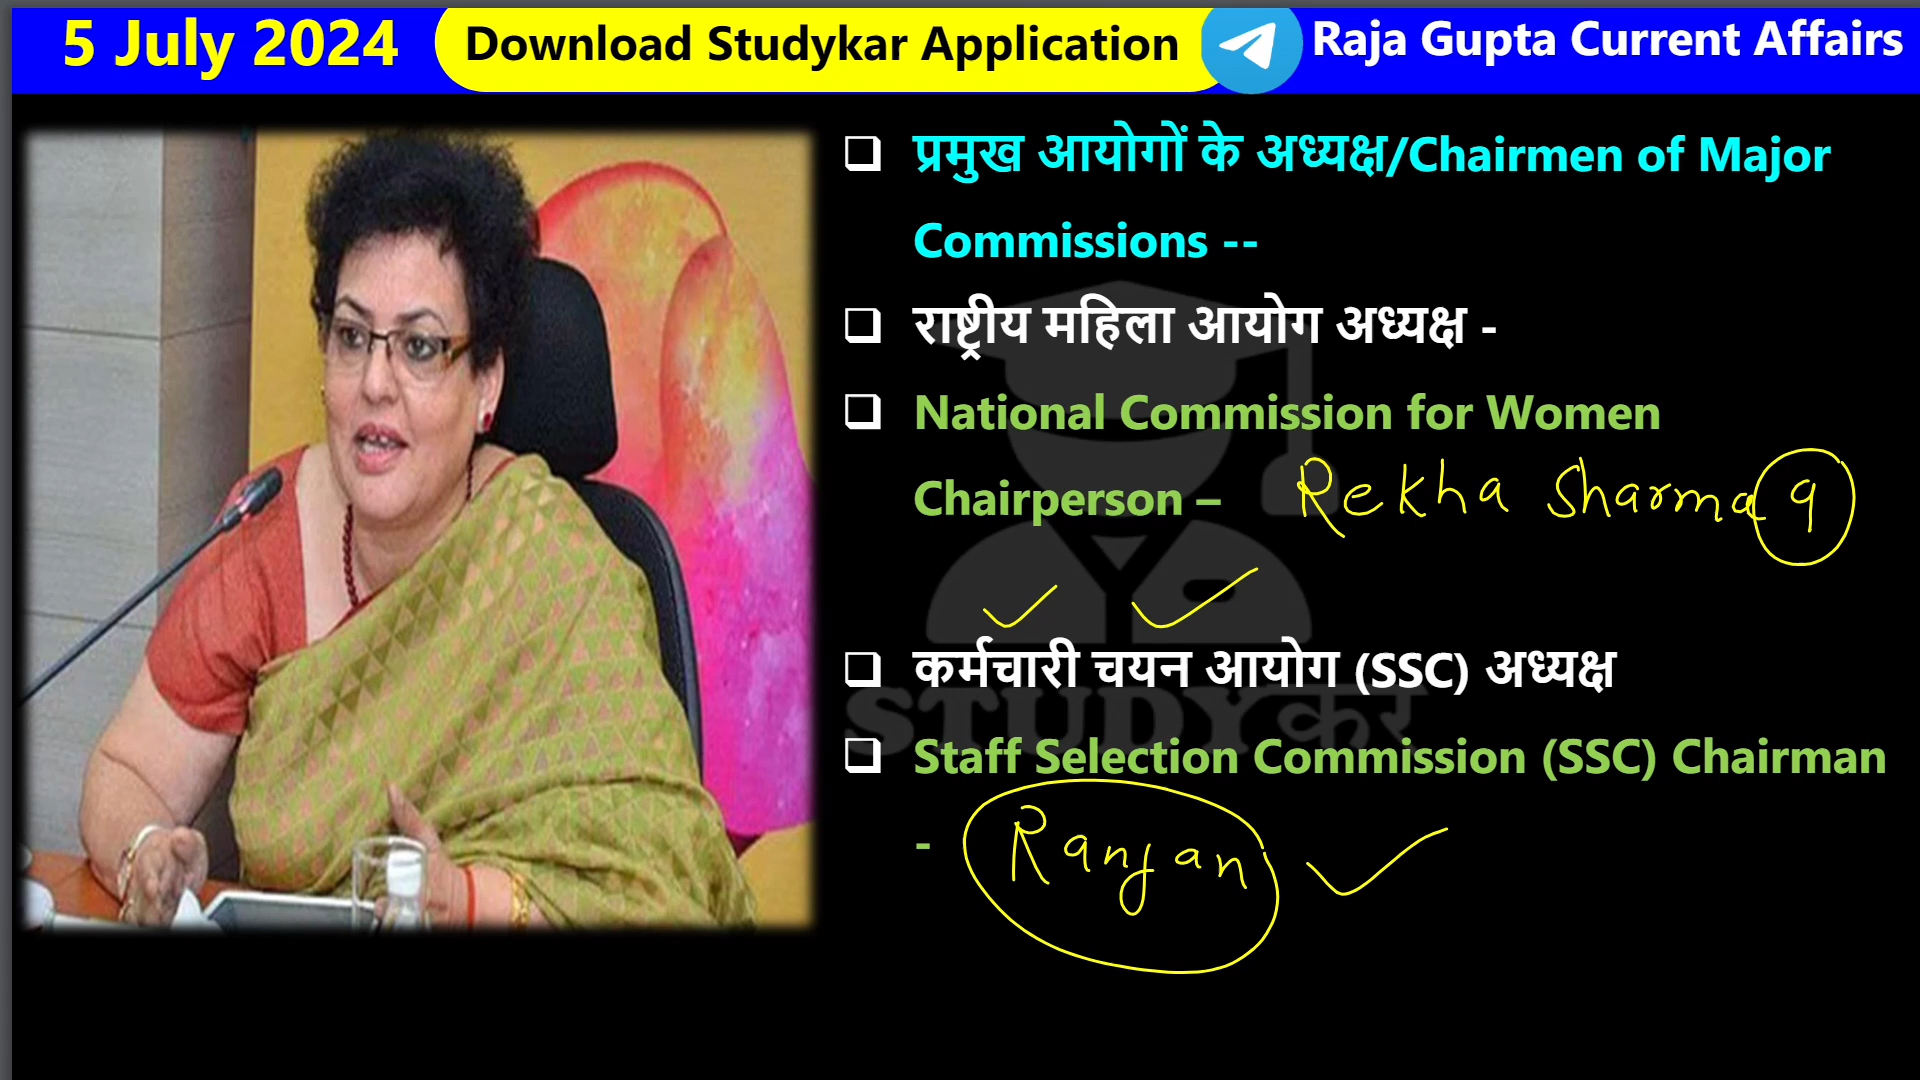 5 July 2024
Download Studykar Application
Raja Gupta Current Affairs
❑ प्रमुख आयोगों के अध्यक्ष/Chairmen of Major
Commissions --
❑ राष्ट्रीय महिला आयोग अध्यक्ष -
❑ National Commission for Women
Chairperson – Rekha Sharma 9
❑ कर्मचारी चयन आयोग (SSC) अध्यक्ष
❑ Staff Selection Commission (SSC) Chairman
- Ranjan
STUDYकर